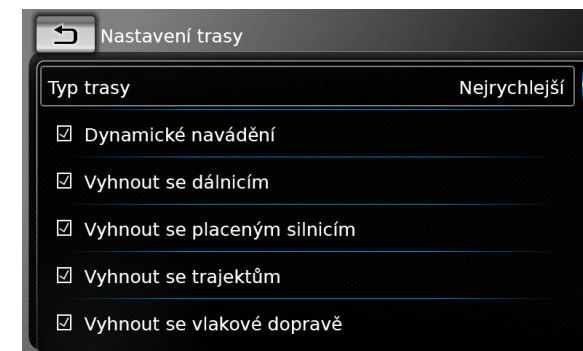 Nastavení trasy
Typ trasy Nejrychlejší
Dynamické navádění
Vyhnout se dálnicím
Vyhnout se placeným silnicím
Vyhnout se trajektům
Vyhnout se vlakové dopravě